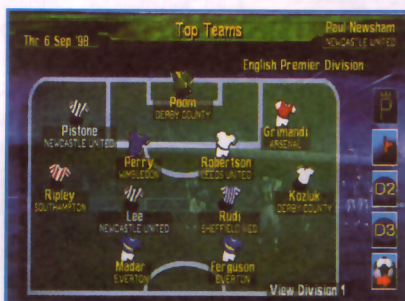 Top Teams
Thr 6 Sep '98
Paul Newsham
NEWCASTLE UNITED
English Premier Division
Poom
DERBY COUNTY
Pistone
NEWCASTLE UNITED
Grimandi
ARSENAL
Perry
WIMBLEDON
Robertson
LEEDS UNITED
Ripley
SOUTHAMPTON
Lee
NEWCASTLE UNITED
Rudi
SHEFFIELD WED
Kozluk
DERBY COUNTY
Madar
EVERTON
Ferguson
EVERTON
P
D2
D3
View Division 1